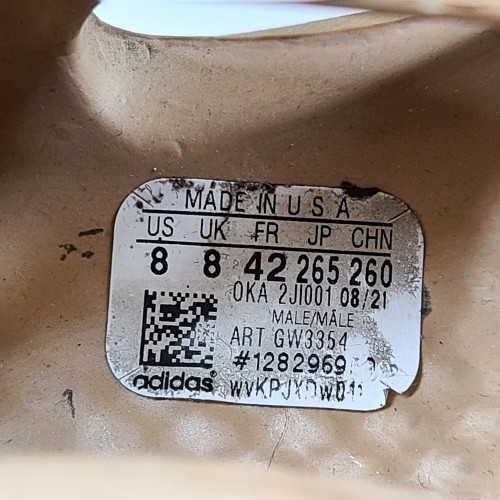 MADE IN U S A
US UK FR JP CHN
8 8 42 265 260
OKA 2JI001 08/21
MALE/MÂLE
ART GW3354
adidas